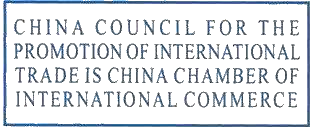 CHINA COUNCIL FOR THE
PROMOTION OF INTERNATIONAL
TRADE IS CHINA CHAMBER OF
INTERNATIONAL COMMERCE